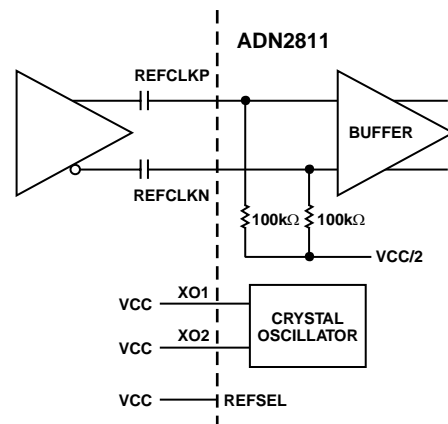 ADN2811
REFCLKP
BUFFER
REFCLKN
100kΩ 100kΩ
VCC/2
VCC XO1
CRYSTAL
OSCILLATOR
VCC XO2
VCC REFSEL